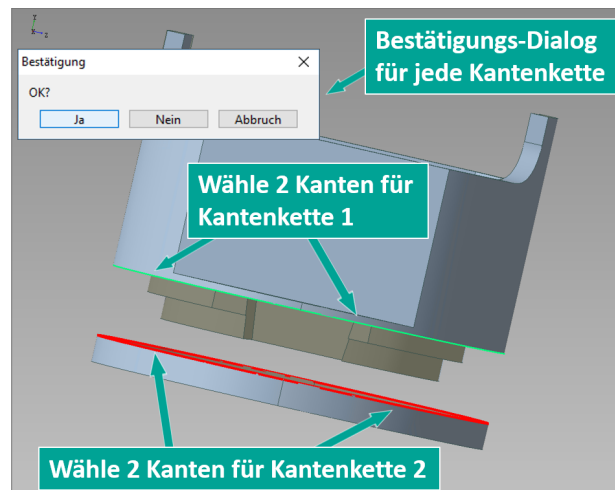 Bestätigungs-Dialog
für jede Kantenkette
Bestätigung
OK?
Ja
Nein
Abbruch
Wähle 2 Kanten für
Kantenkette 1
Wähle 2 Kanten für Kantenkette 2